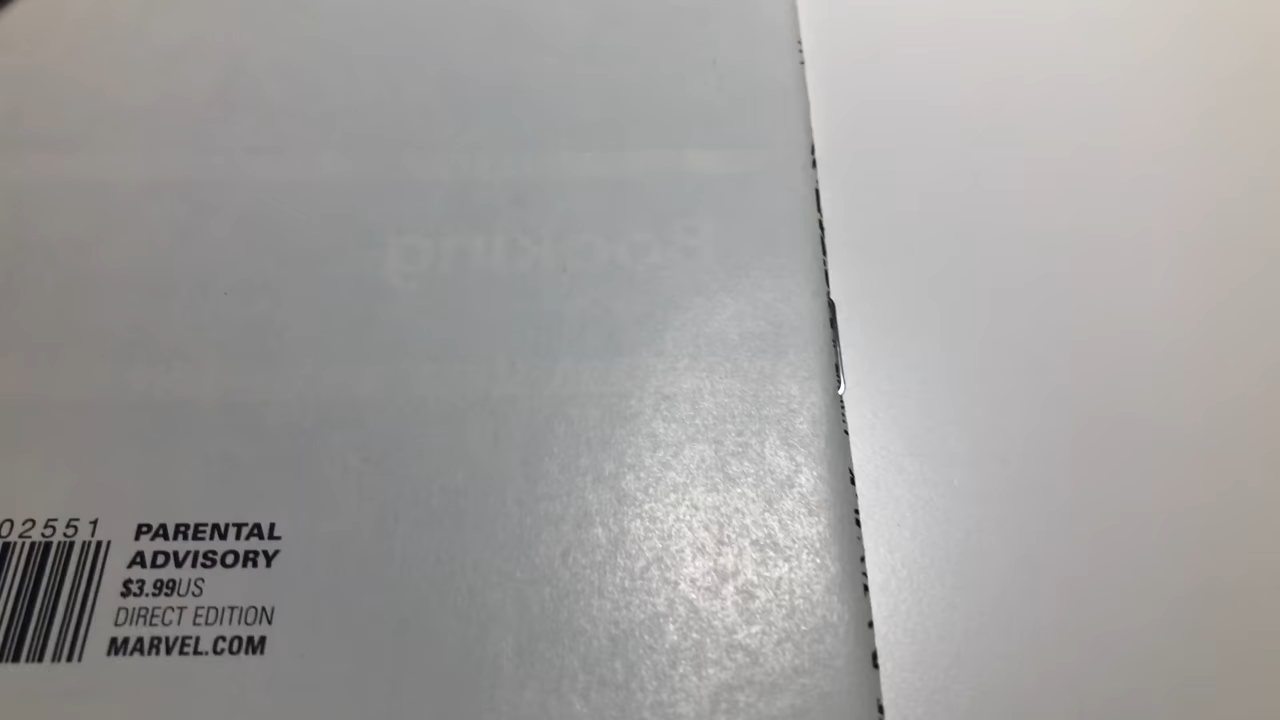 02551
PARENTAL
ADVISORY
$3.99US
DIRECT EDITION
MARVEL.COM